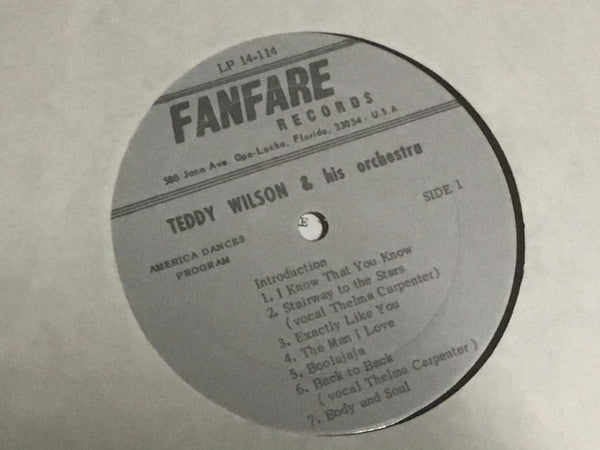 LP 14-114
FANFARE
RECORDS
580 Jann Ave. Opa-Locka, Florida, 33054 - U.S.A.
TEDDY WILSON & his orchestra
SIDE 1
AMERICA DANCES
PROGRAM
Introduction
1. I Know That You Know
2. Stairway to the Stars
(vocal Thelma Carpenter)
3. Exactly Like You
4. The Man I Love
5. Boolajaja
6. Back to Back
( vocal Thelma Carpenter)
7. Body and Soul